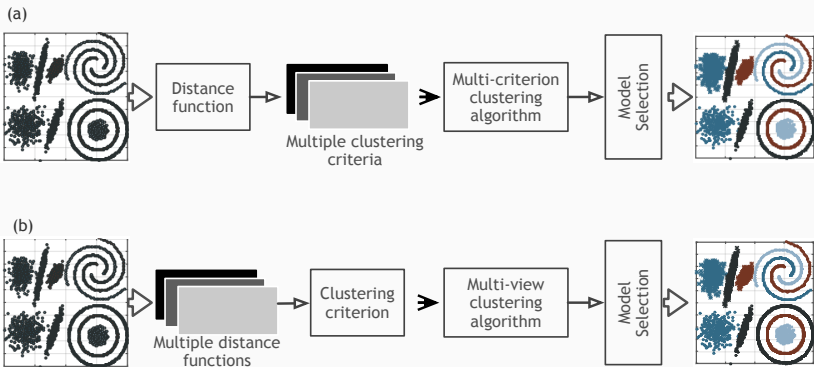 (a)
Distance
function
Multiple clustering
criteria
Multi-criterion
clustering
algorithm
Model
Selection
(b)
Multiple distance
functions
Clustering
criterion
Multi-view
clustering
algorithm
Model
Selection